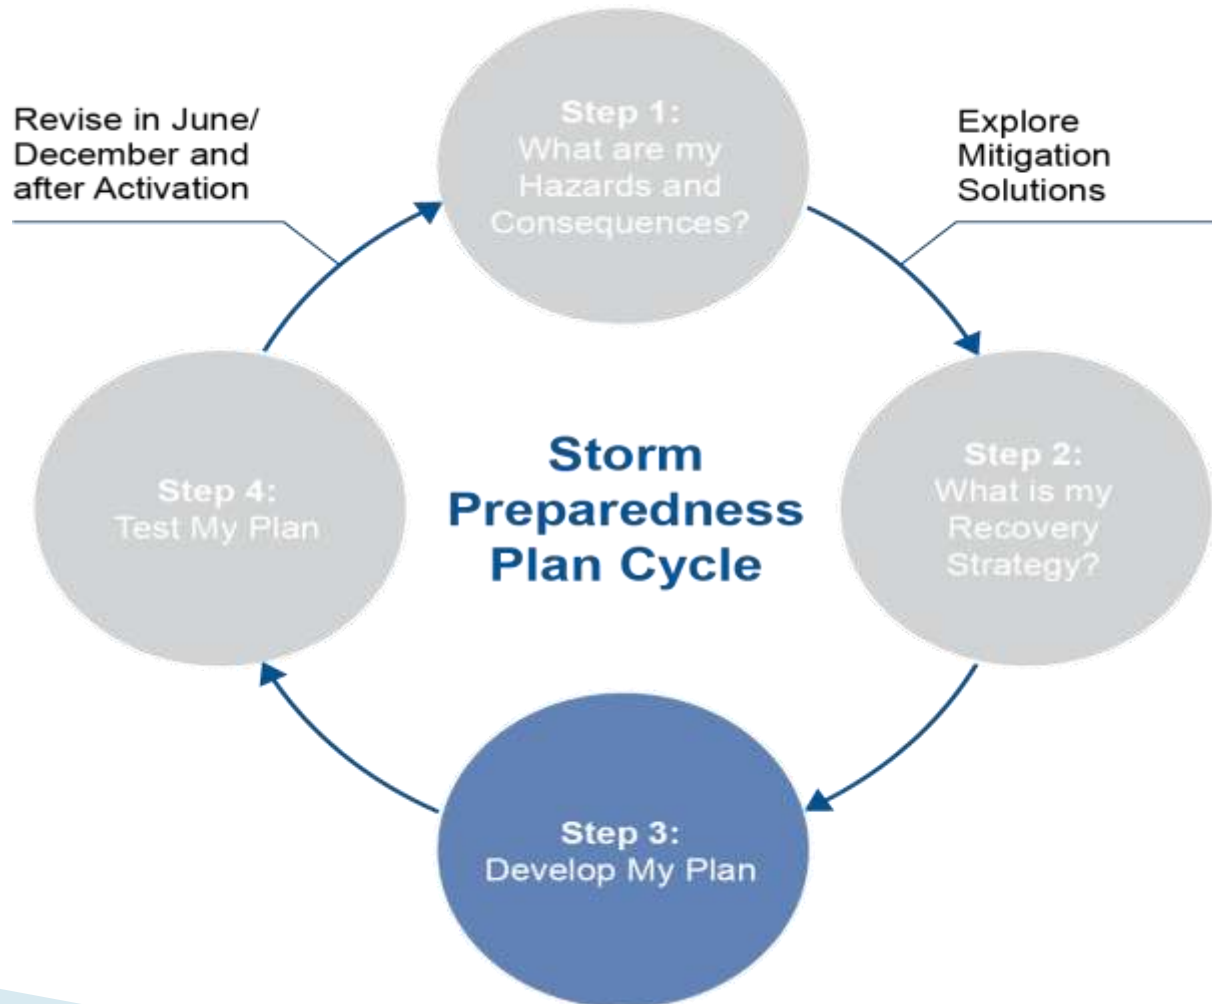 Step 1:
What are my
Hazards and
Consequences?
Revise in June/
December and
after Activation
Explore
Mitigation
Solutions
Step 2:
What is my
Recovery
Strategy?
Storm
Preparedness
Plan Cycle
Step 4:
Test My Plan
Step 3:
Develop My Plan